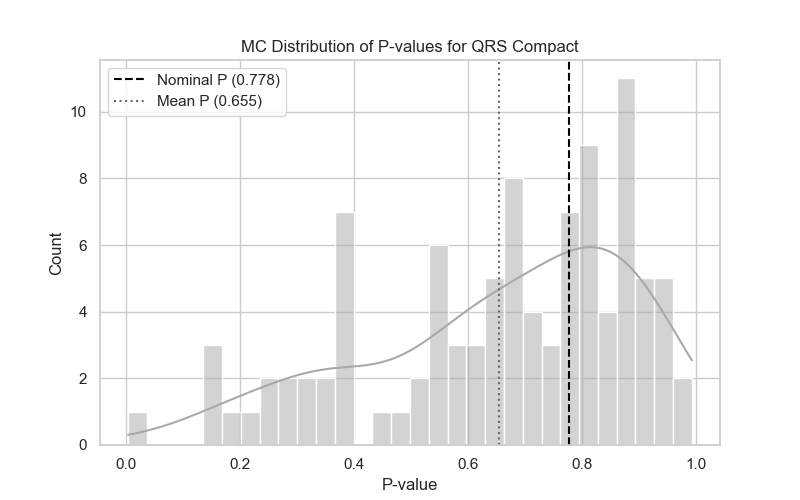 MC Distribution of P-values for QRS Compact
Nominal P (0.778)
Mean P (0.655)
Count
10
8
6
4
2
0
0.0 0.2 0.4 0.6 0.8 1.0
P-value